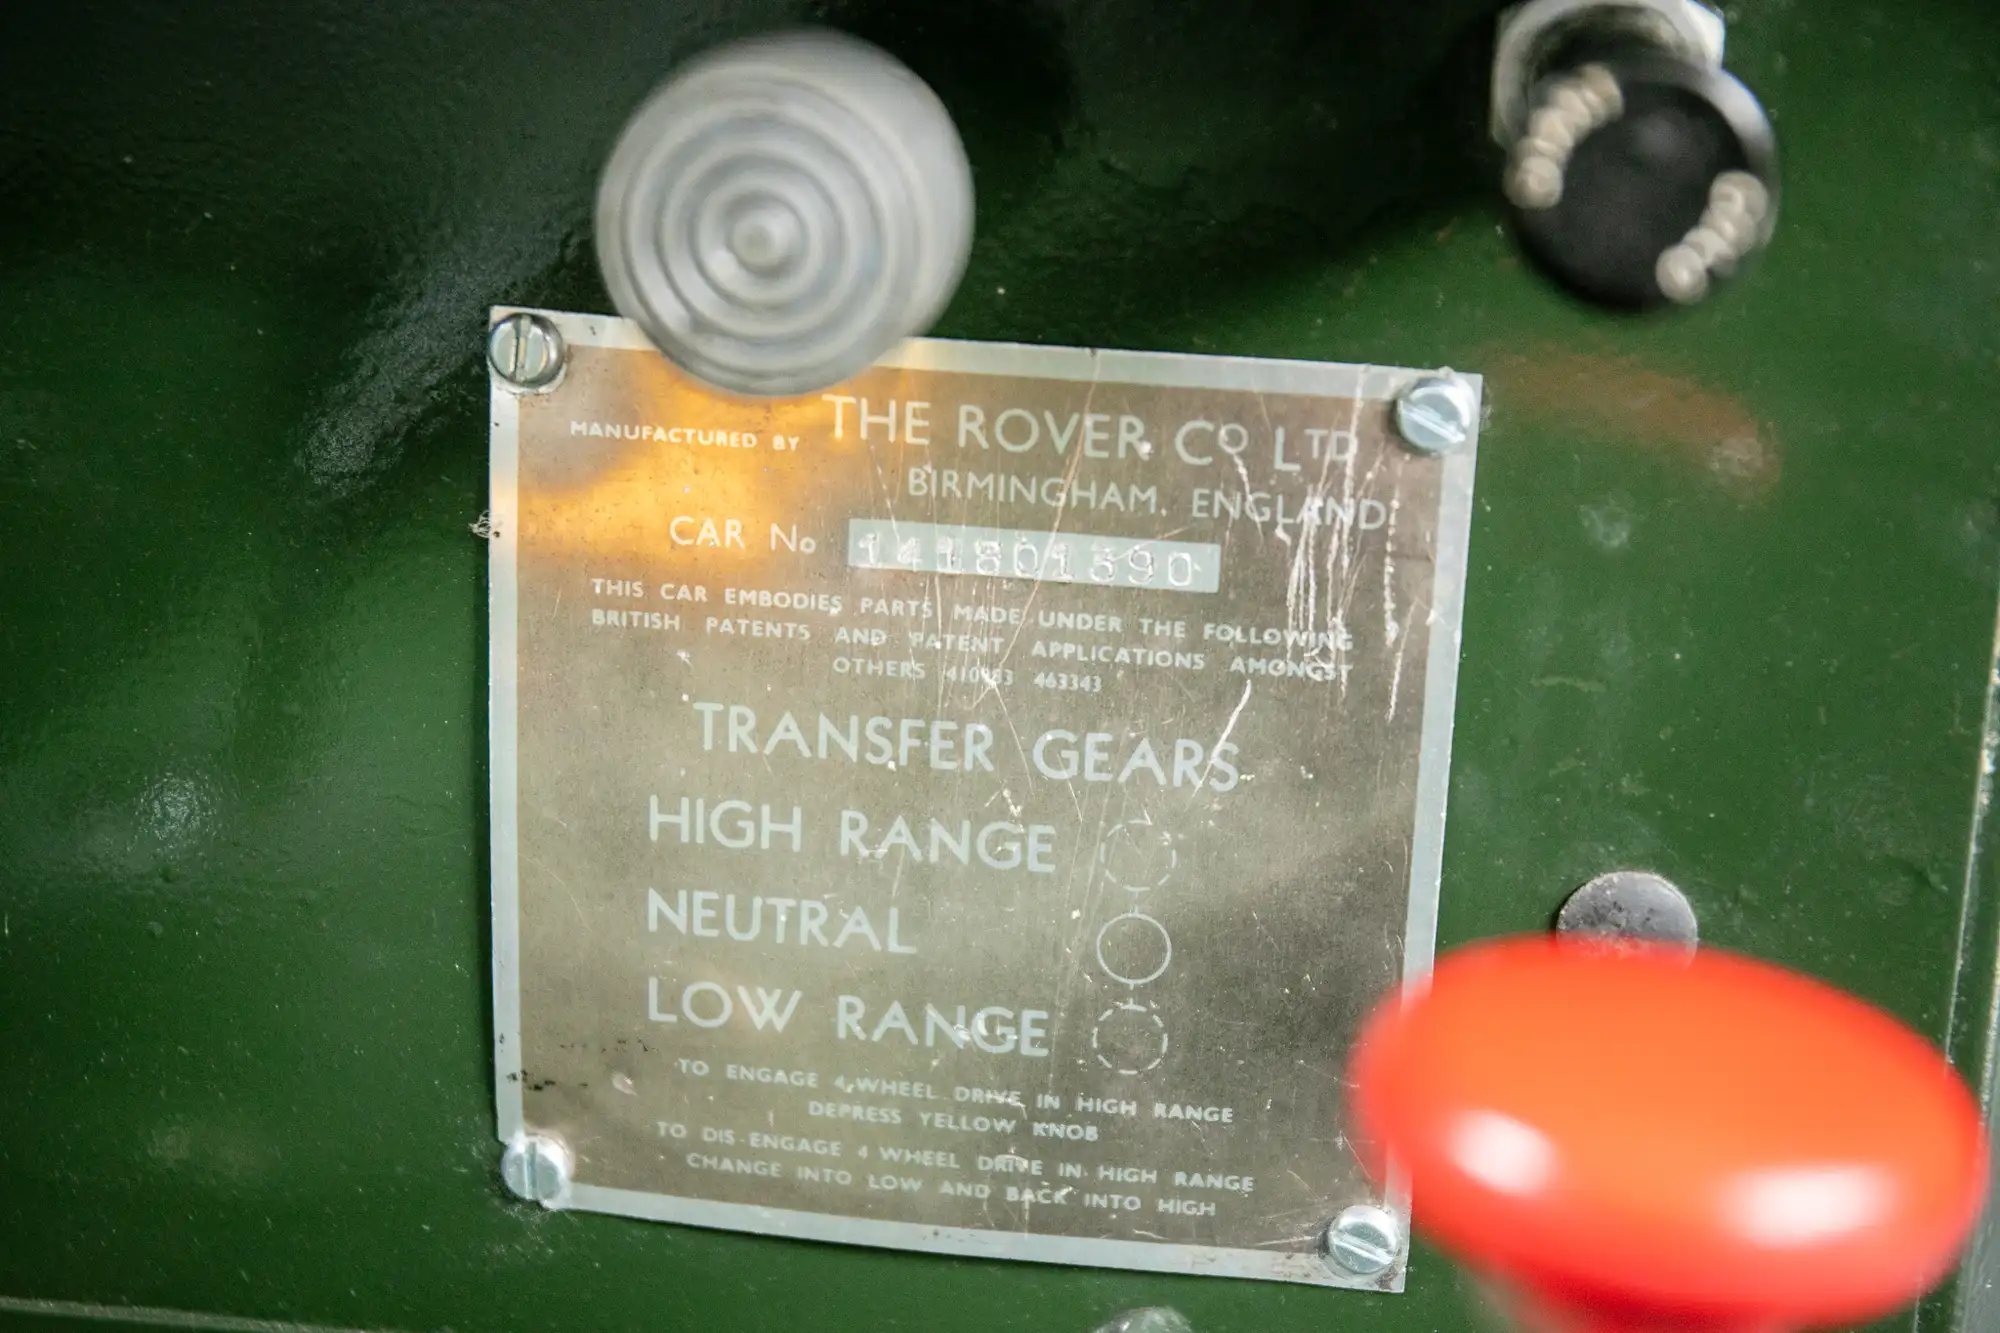 MANUFACTURED BY THE ROVER CO LTD
BIRMINGHAM, ENGLAND.
CAR No 141801390
THIS CAR EMBODIES PARTS MADE UNDER THE FOLLOWING
BRITISH PATENTS AND PATENT APPLICATIONS AMONGST
OTHERS 463343
TRANSFER GEARS
HIGH RANGE
NEUTRAL
LOW RANGE
TO ENGAGE 4 WHEEL DRIVE IN HIGH RANGE
DEPRESS YELLOW KNOB
TO DIS-ENGAGE 4 WHEEL DRIVE IN HIGH RANGE
CHANGE INTO LOW AND BACK INTO HIGH